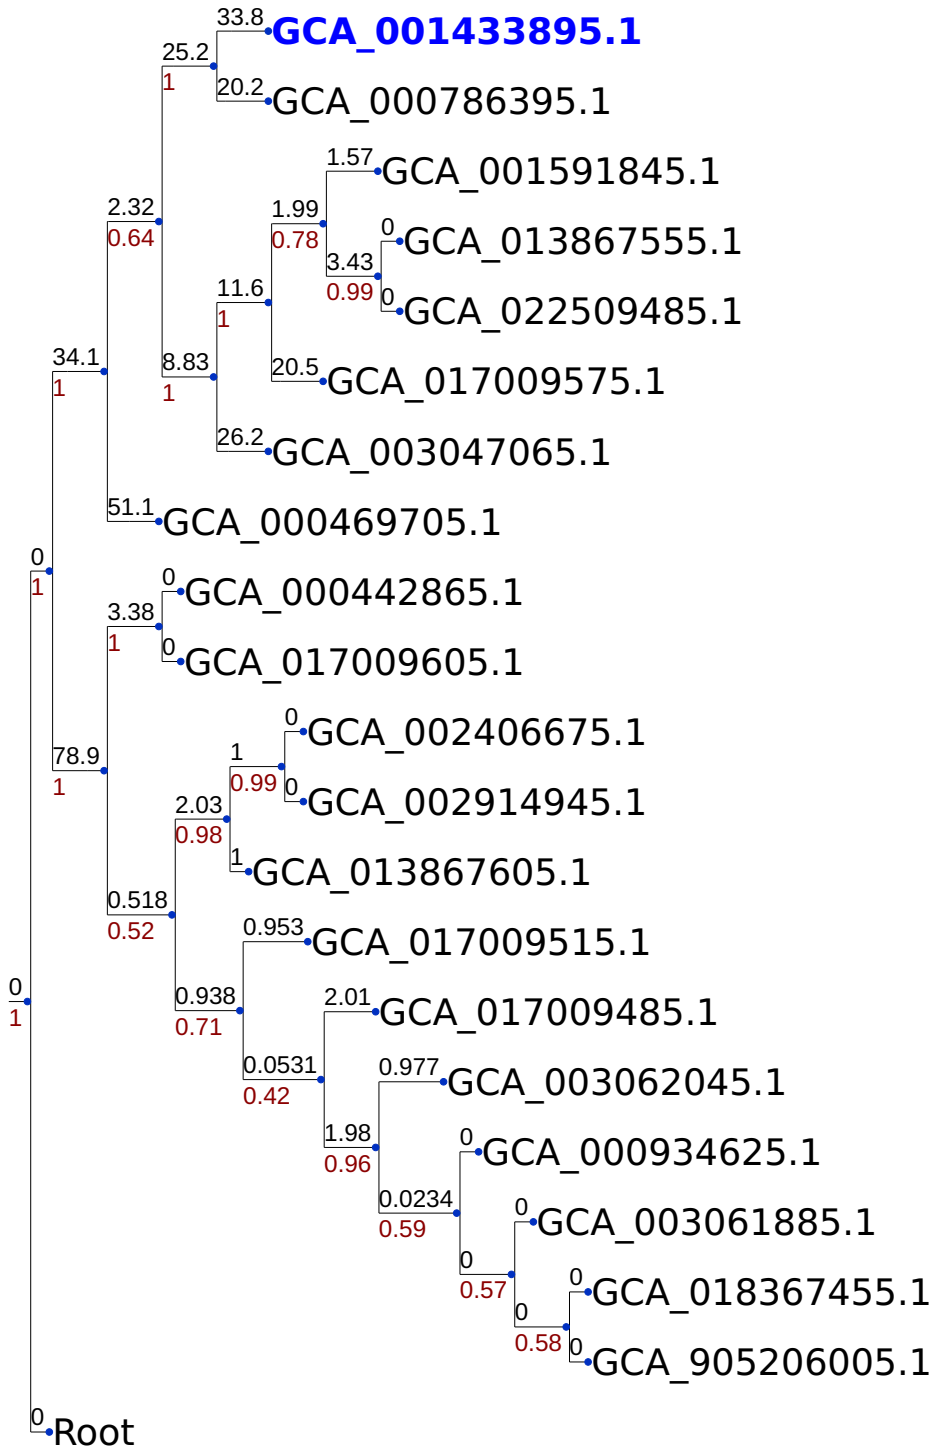 33.8
GCA_001433895.1
25.2
1
20.2
GCA_000786395.1
1.57
GCA_001591845.1
2.32
0.64
1.99
0.78
0
GCA_013867555.1
3.43
0.99
11.6
1
0
GCA_022509485.1
34.1
1
8.83
1
20.5
GCA_017009575.1
26.2
GCA_003047065.1
51.1
GCA_000469705.1
0
1
0
GCA_000442865.1
3.38
1
0
GCA_017009605.1
0
GCA_002406675.1
78.9
1
1
0.99
0
GCA_002914945.1
2.03
0.98
1
GCA_013867605.1
0.518
0.52
0.953
GCA_017009515.1
0
1
0.938
0.71
2.01
GCA_017009485.1
0.0531
0.42
0.977
GCA_003062045.1
1.98
0.96
0
GCA_000934625.1
0.0234
0.59
0
GCA_003061885.1
0
0.57
0
GCA_018367455.1
0
0.58
0
GCA_905206005.1
0
Root